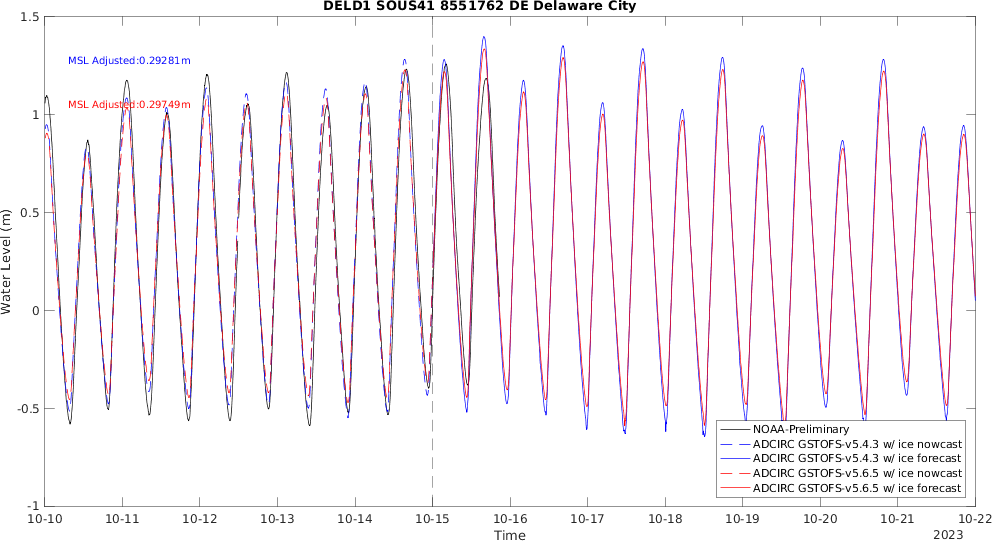 DELD1 SOUS41 8551762 DE Delaware City
1.5
MSL Adjusted:0.29281m
MSL Adjusted:0.29749m
1
0.5
0
-0.5
-1
Water Level (m)
NOAA-Preliminary
ADCIRC GSTOFS-v5.4.3 w/ ice nowcast
ADCIRC GSTOFS-v5.4.3 w/ ice forecast
ADCIRC GSTOFS-v5.6.5 w/ ice nowcast
ADCIRC GSTOFS-v5.6.5 w/ ice forecast
10-10 10-11 10-12 10-13 10-14 10-15 10-16 10-17 10-18 10-19 10-20 10-21 10-22
Time
2023